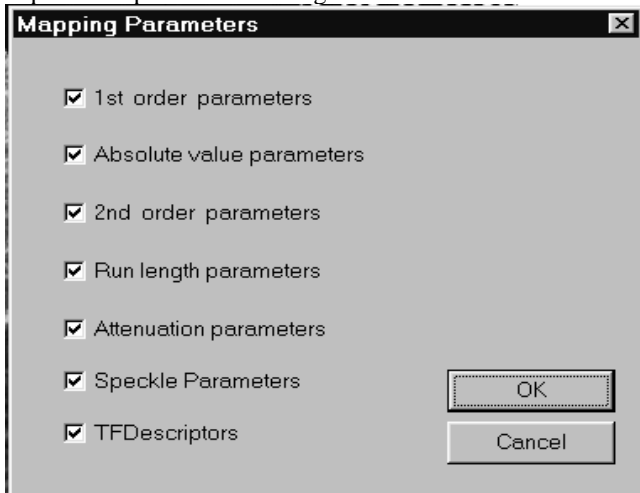 Mapping Parameters
1st order parameters
Absolute value parameters
2nd order parameters
Run length parameters
Attenuation parameters
Speckle Parameters
OK
TFDescriptors
Cancel